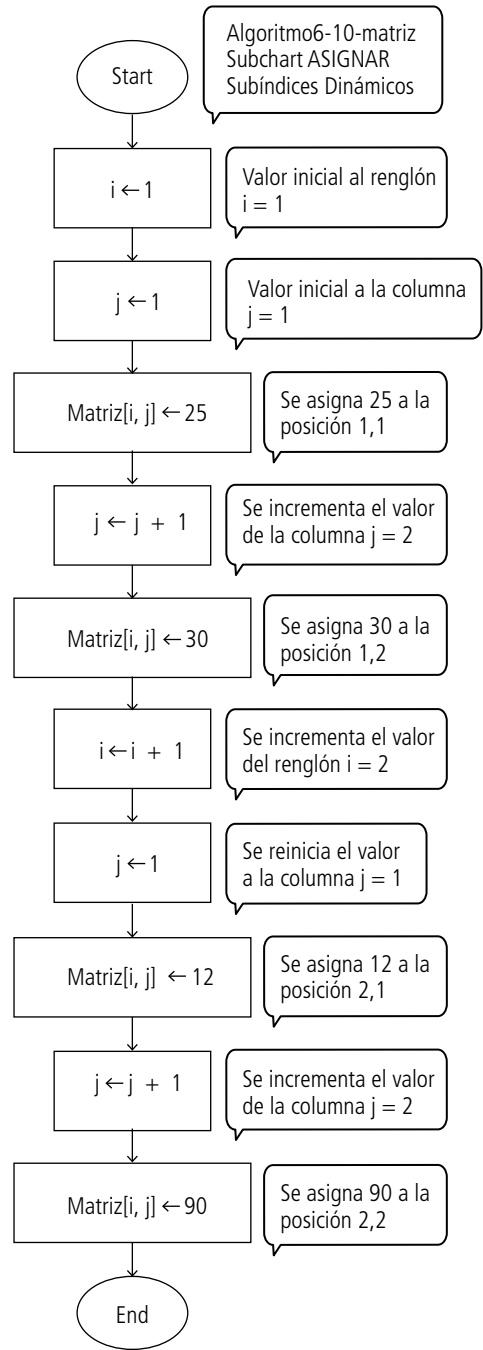 Start
Algoritmo6-10-matriz
Subchart ASIGNAR
Subíndices Dinámicos
i ← 1
Valor inicial al renglón
i = 1
j ← 1
Valor inicial a la columna
j = 1
Matriz[i, j] ← 25
Se asigna 25 a la
posición 1,1
j ← j + 1
Se incrementa el valor
de la columna j = 2
Matriz[i, j] ← 30
Se asigna 30 a la
posición 1,2
i ← i + 1
Se incrementa el valor
del renglón i = 2
j ← 1
Se reinicia el valor
a la columna j = 1
Matriz[i, j] ← 12
Se asigna 12 a la
posición 2,1
j ← j + 1
Se incrementa el valor
de la columna j = 2
Matriz[i, j] ← 90
Se asigna 90 a la
posición 2,2
End